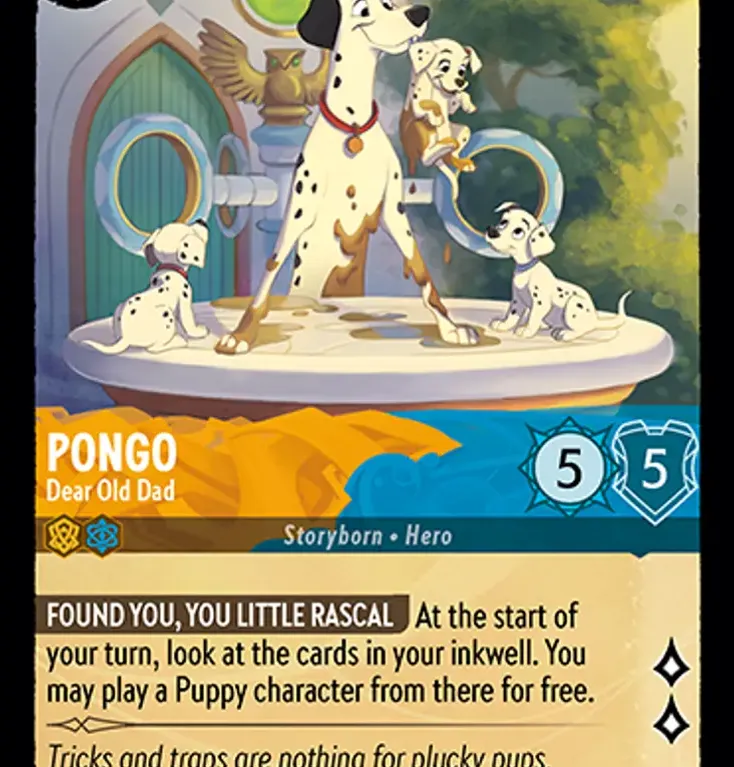 PONGO
Dear Old Dad
5 5
Storyborn • Hero
FOUND YOU, YOU LITTLE RASCAL At the start of
your turn, look at the cards in your inkwell. You
may play a Puppy character from there for free.
Tricks and traps are nothing for plucky pups.